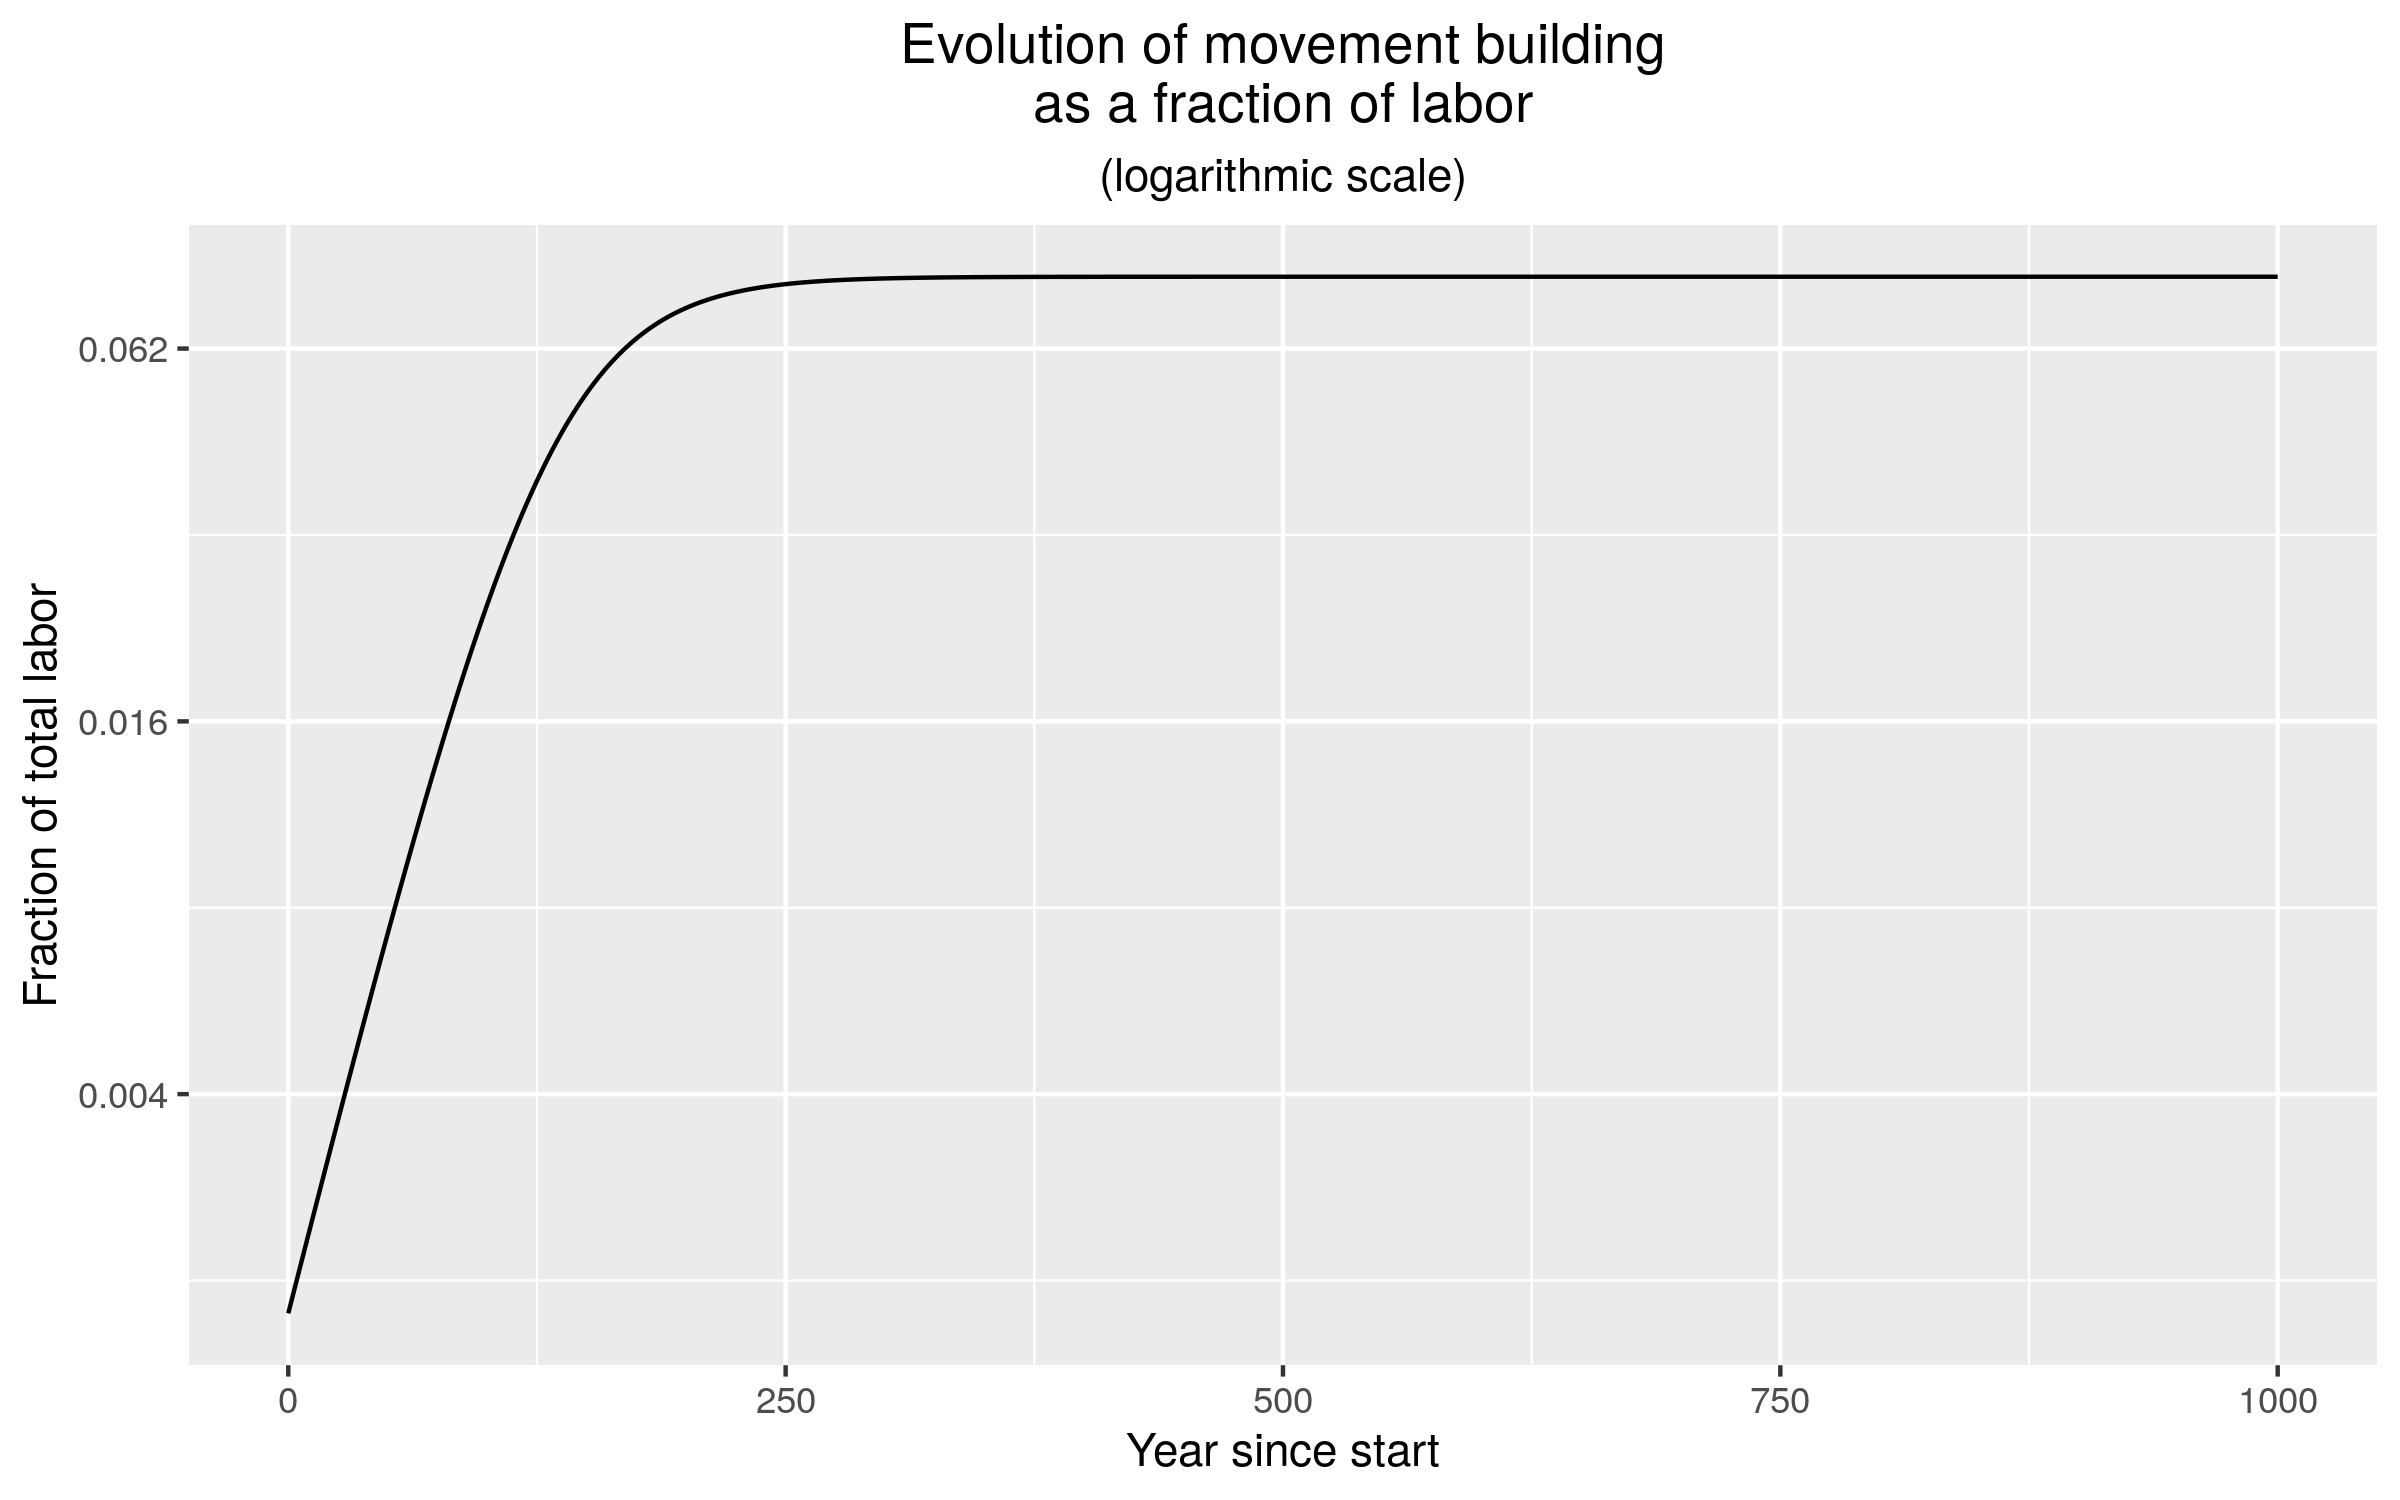 Evolution of movement building
as a fraction of labor
(logarithmic scale)
Fraction of total labor
0.062
0.016
0.004
0
250
500
750
1000
Year since start